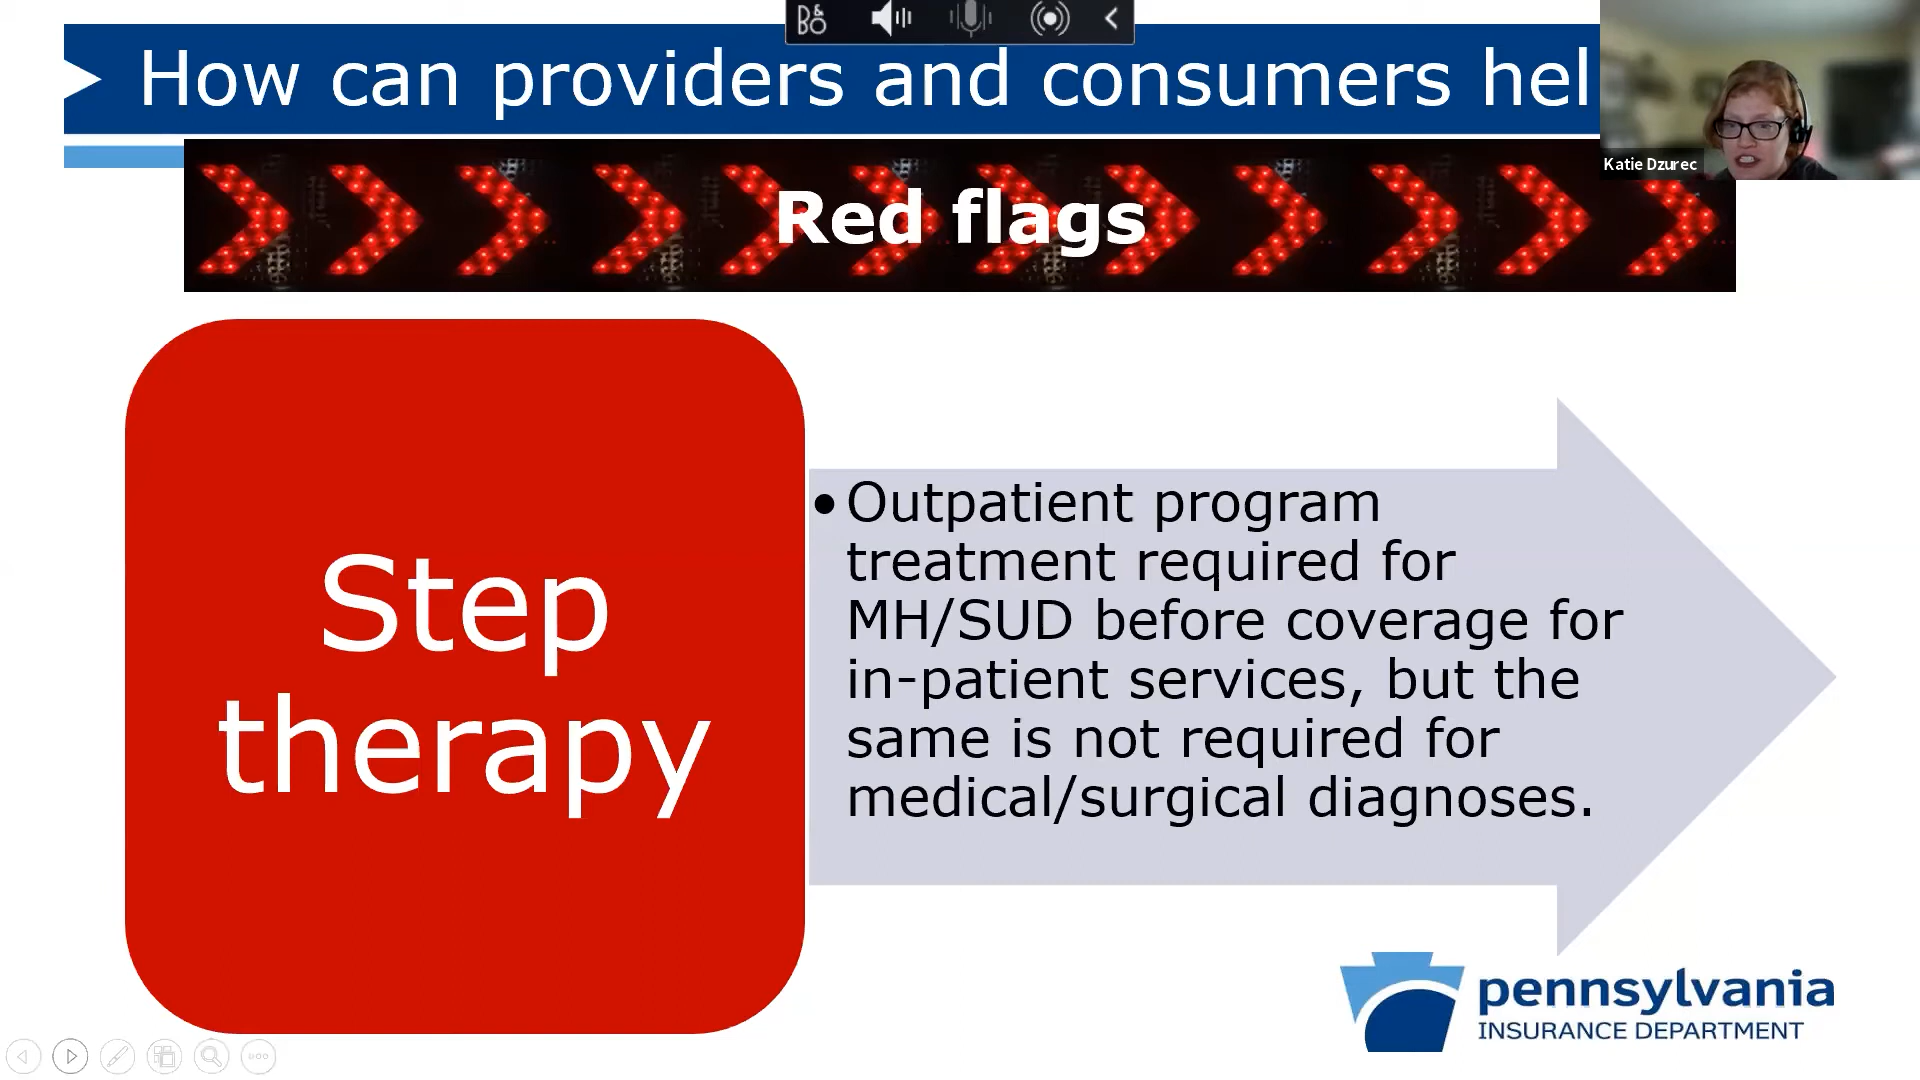 B&O
How can providers and consumers hel
Katie Dzurec
Red flags
Step
therapy
•Outpatient program
treatment required for
MH/SUD before coverage for
in-patient services, but the
same is not required for
medical/surgical diagnoses.
pennsylvania
INSURANCE DEPARTMENT